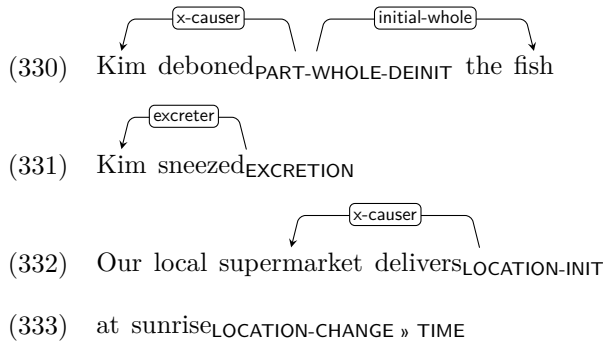 x-causer initial-whole
(330) Kim deboned PART-WHOLE-DEINIT the fish
excreter
(331) Kim sneezed EXCRETION
x-causer
(332) Our local supermarket delivers LOCATION-INIT
(333) at sunrise LOCATION-CHANGE » TIME